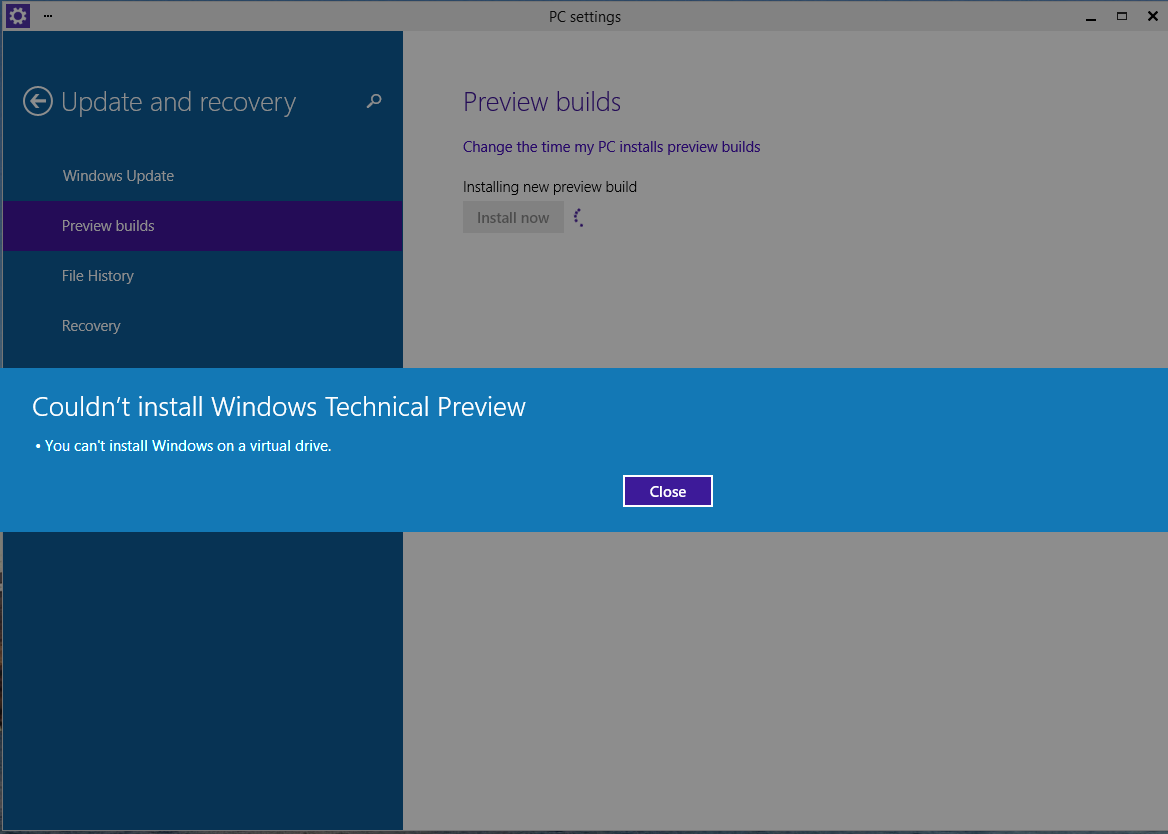 PC settings
Update and recovery
Windows Update
Preview builds
File History
Recovery
Preview builds
Change the time my PC installs preview builds
Installing new preview build
Install now
Couldn't install Windows Technical Preview
• You can't install Windows on a virtual drive.
Close